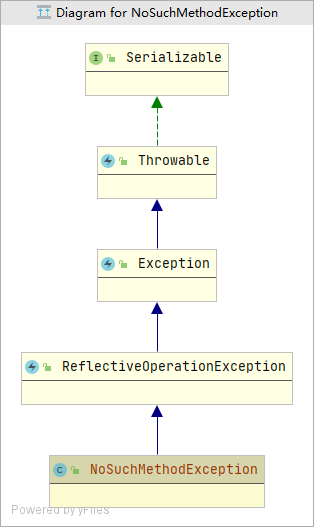 Diagram for NoSuchMethodException
I Serializable
Throwable
Exception
ReflectiveOperationException
C NoSuchMethodException
Powered by yFiles